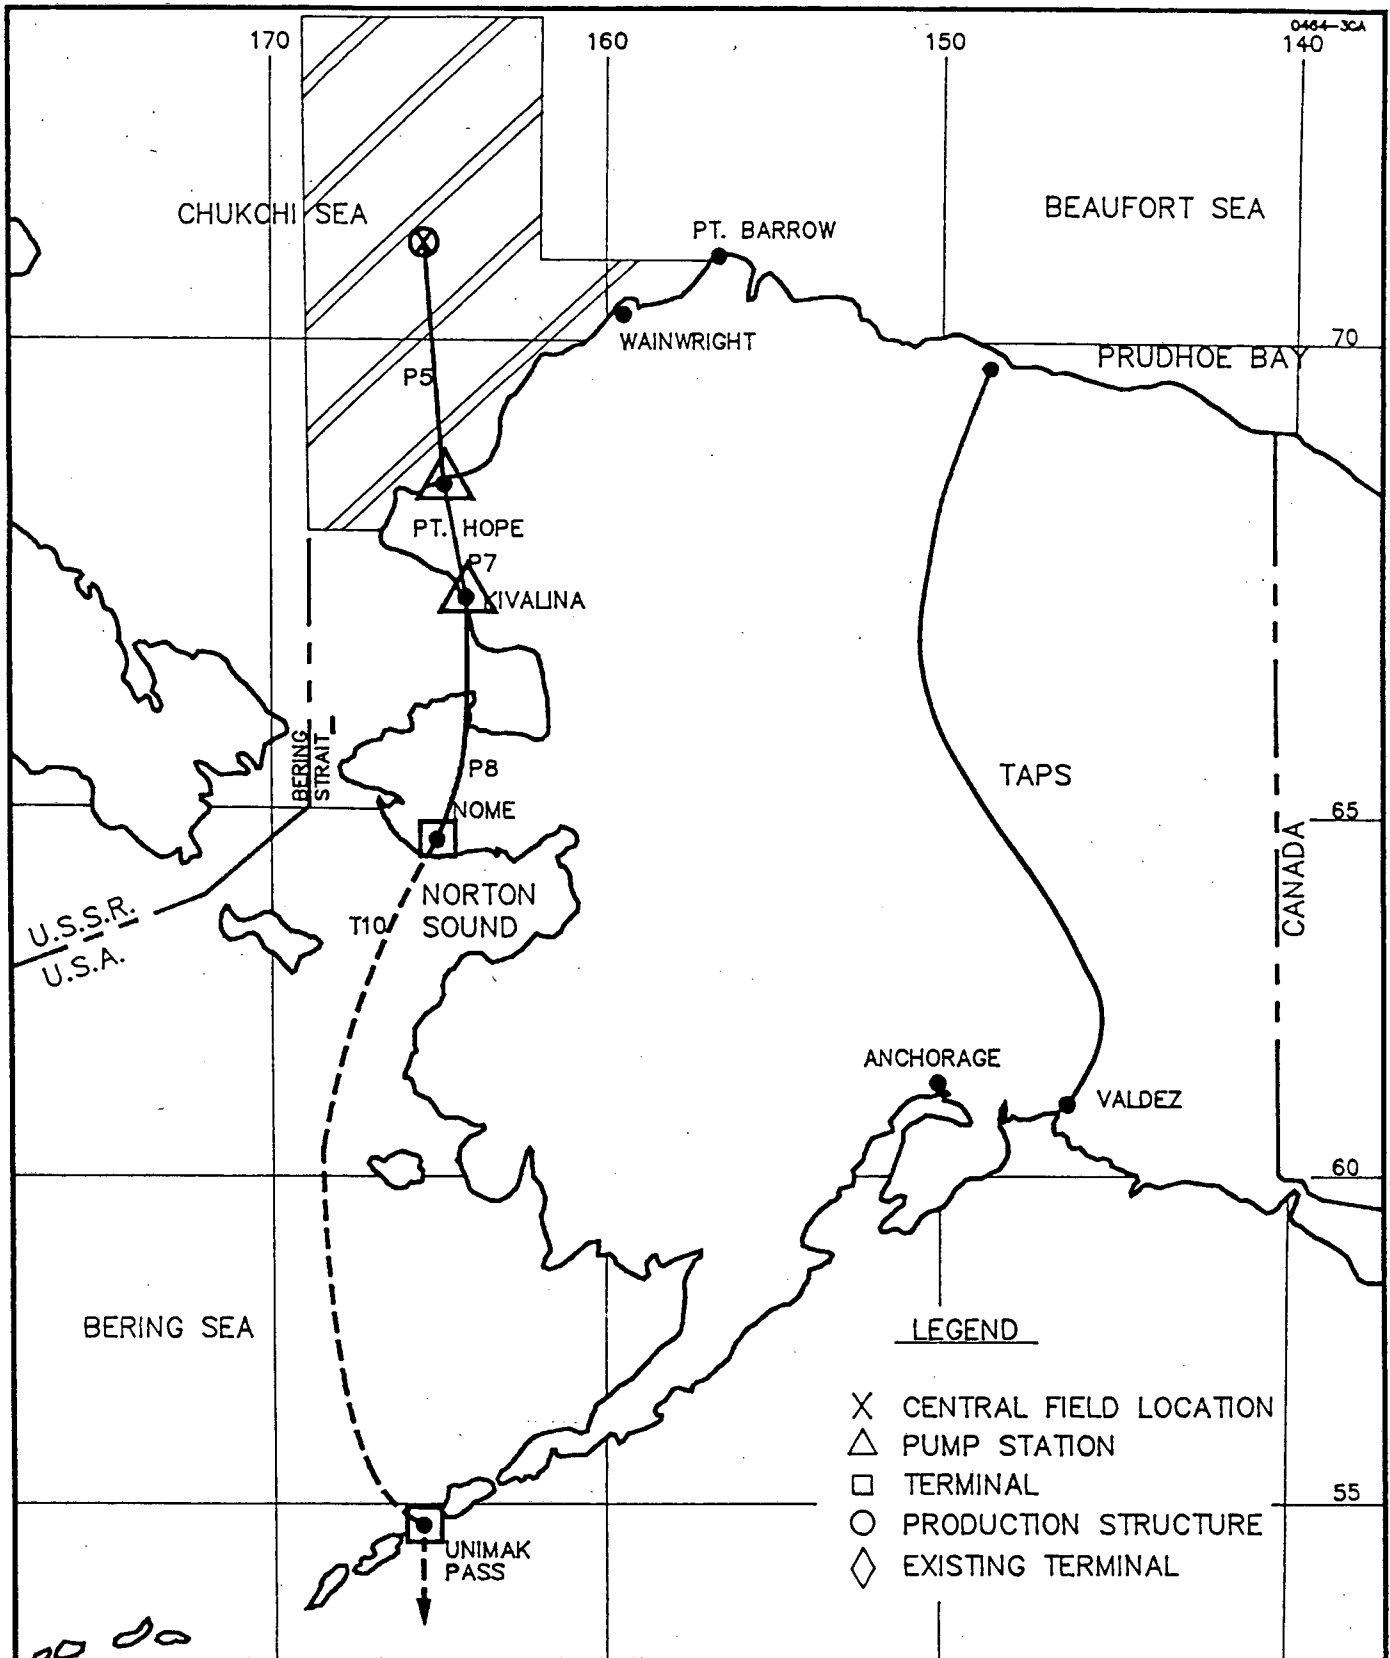 0464-3CA
170
160
150
140
CHUKCHI SEA
BEAUFORT SEA
PT. BARROW
WAINWRIGHT
70
PRUDHOE BAY
P5
PT. HOPE
P7
KIVALINA
BERING
STRAIT
P8
TAPS
NOME
65
CANADA
NORTON
SOUND
T10
U.S.S.R.
U.S.A.
ANCHORAGE
VALDEZ
60
BERING SEA
LEGEND
CENTRAL FIELD LOCATION
PUMP STATION
TERMINAL
55
PRODUCTION STRUCTURE
UNIMAK
PASS
EXISTING TERMINAL